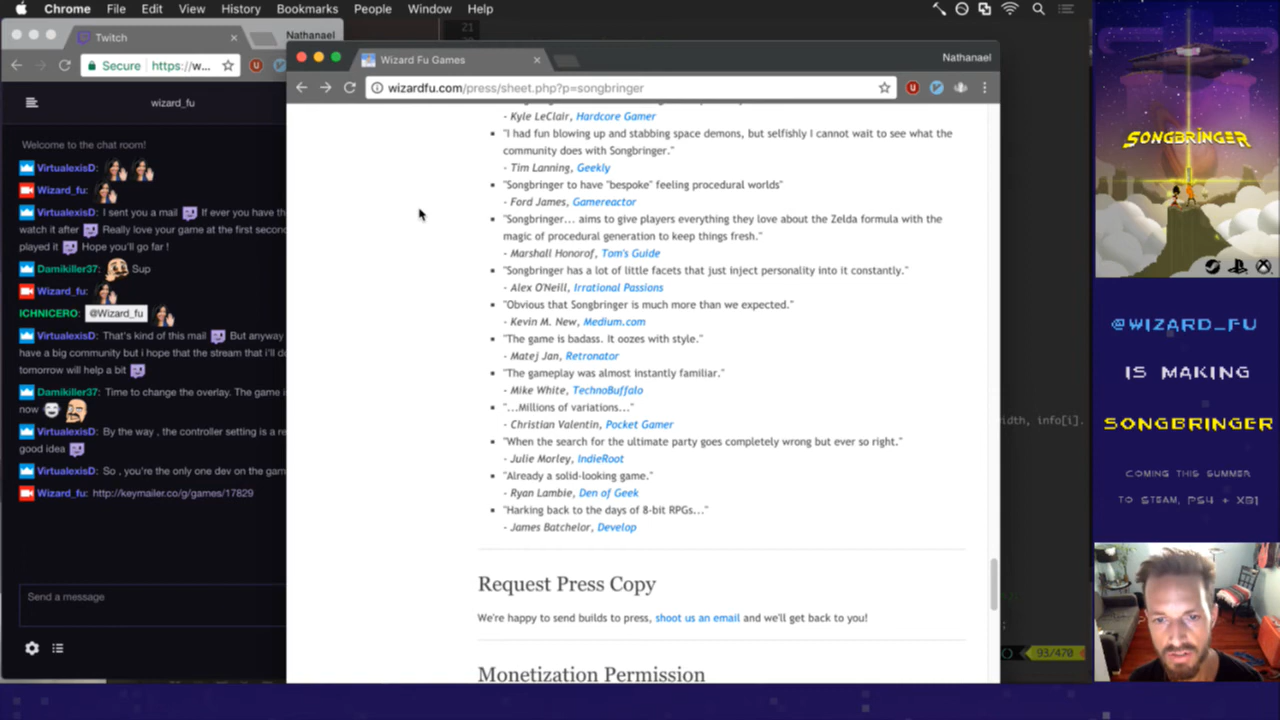 Chrome File Edit View History Bookmarks People Window Help
21
Twitch
Nathanael
Secure https://w...
wizard_fu
Welcome to the chat room!
VirtualexisD:
Wizard_fu:
VirtualexisD: I sent you a mail If ever you have th
watch it after Really love your game at the first secon
played it Hope you'll go far !
Damikiller37: Sup
Wizard_fu:
ICHNICERO: @Wizard_fu
VirtualexisD: That's kind of this mail But anyway
have a big community but i hope that the stream that i'll do
tomorrow will help a bit
Damikiller37: Time to change the overlay. The game i
now
VirtualexisD: By the way , the controller setting is a re
good idea
VirtualexisD: So , you're the only one dev on the gam
Wizard_fu: http://keymailer.co/g/games/17829
Send a message
Wizard Fu Games
Nathanael
wizardfu.com/press/sheet.php?p=songbringer
- Kyle LeClair, Hardcore Gamer
"I had fun blowing up and stabbing space demons, but selfishly I cannot wait to see what the
community does with Songbringer."
- Tim Lanning, Geekly
"Songbringer to have "bespoke" feeling procedural worlds"
- Ford James, Gamereactor
"Songbringer... aims to give players everything they love about the Zelda formula with the
magic of procedural generation to keep things fresh."
- Marshall Honorof, Tom's Guide
"Songbringer has a lot of little facets that just inject personality into it constantly."
- Alex O'Neill, Irrational Passions
"Obvious that Songbringer is much more than we expected."
- Kevin M. New, Medium.com
"The game is badass. It oozes with style."
- Matej Jan, Retronator
"The gameplay was almost instantly familiar."
- Mike White, TechnoBuffalo
"...Millions of variations..."
- Christian Valentin, Pocket Gamer
"When the search for the ultimate party goes completely wrong but ever so right."
- Julie Morley, IndieRoot
"Already a solid-looking game."
- Ryan Lambie, Den of Geek
"Harking back to the days of 8-bit RPGs..."
- James Batchelor, Develop
Request Press Copy
We're happy to send builds to press, shoot us an email and we'll get back to you!
Monetization Permission
idth, info[i].
93/470
SONGBRINGER
@WIZARD_FU
IS MAKING
SONGBRINGER
COMING THIS SUMMER
TO STEAM, PS4 + XB1